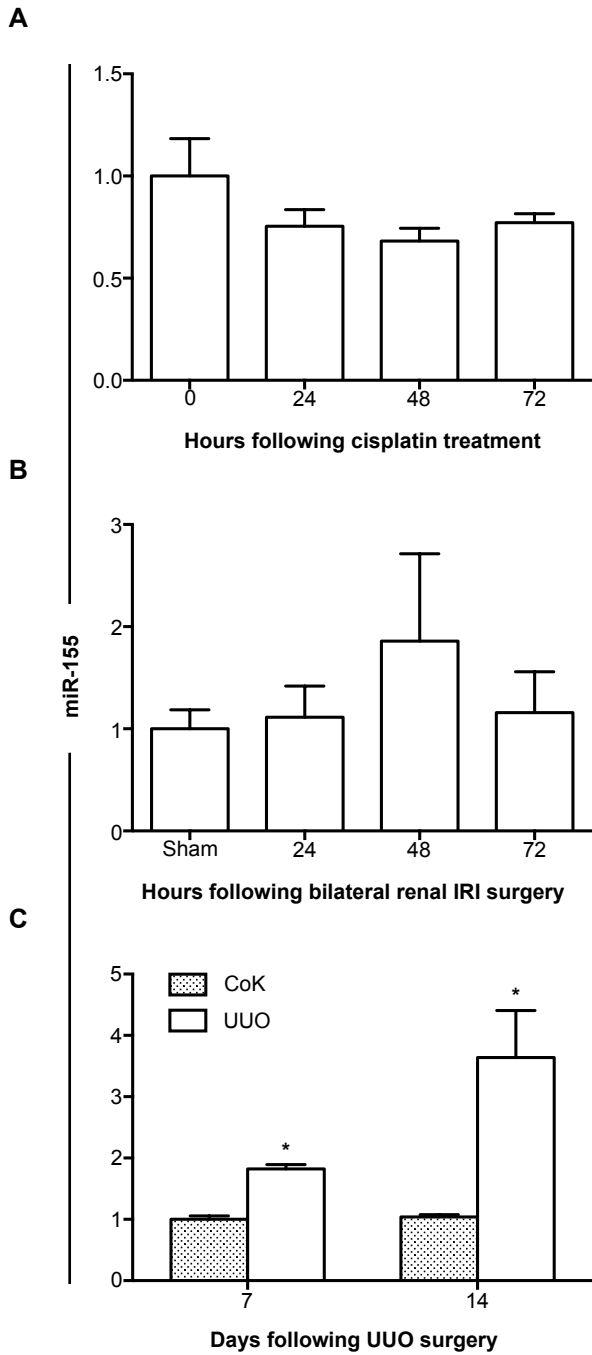 A
1.5
1.0
0.5
0.0
0 24 48 72
Hours following cisplatin treatment
B
miR-155
3
2
1
0
Sham 24 48 72
Hours following bilateral renal IRI surgery
C
5
4
3
2
1
0
CoK
UUO
*
*
7 14
Days following UUO surgery